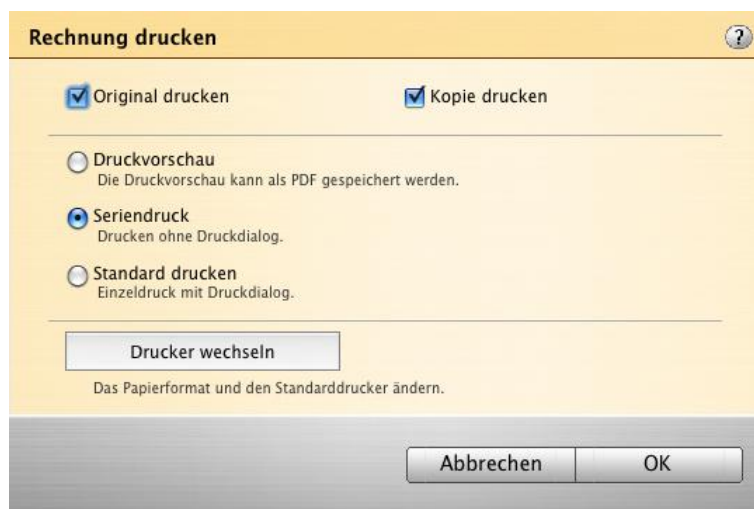 Rechnung drucken
?
Original drucken
Kopie drucken
Druckvorschau
Die Druckvorschau kann als PDF gespeichert werden.
Seriendruck
Drucken ohne Druckdialog.
Standard drucken
Einzeldruck mit Druckdialog.
Drucker wechseln
Das Papierformat und den Standarddrucker ändern.
Abbrechen
OK